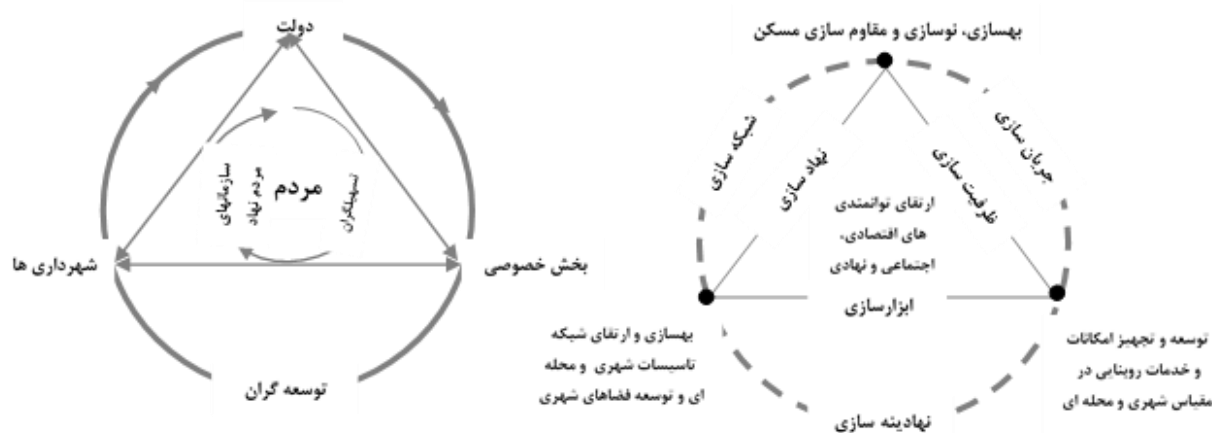 دولت
مردم
سازمانهای
مردم نهاد
تسهیلگران
شهرداری ها
بخش خصوصی
توسعه گران
بهسازی، نوسازی و مقاوم سازی مسکن
شبکه سازی
جریان سازی
نهاد سازی
ظرفیت سازی
ارتقای توانمندی
های اقتصادی،
اجتماعی و نهادی
ابزارسازی
بهسازی و ارتقای شبکه
تاسیسات شهری و محله
ای و توسعه فضاهای شهری
توسعه و تجهیز امکانات
و خدمات روبنایی در
مقیاس شهری و محله ای
نهادینه سازی